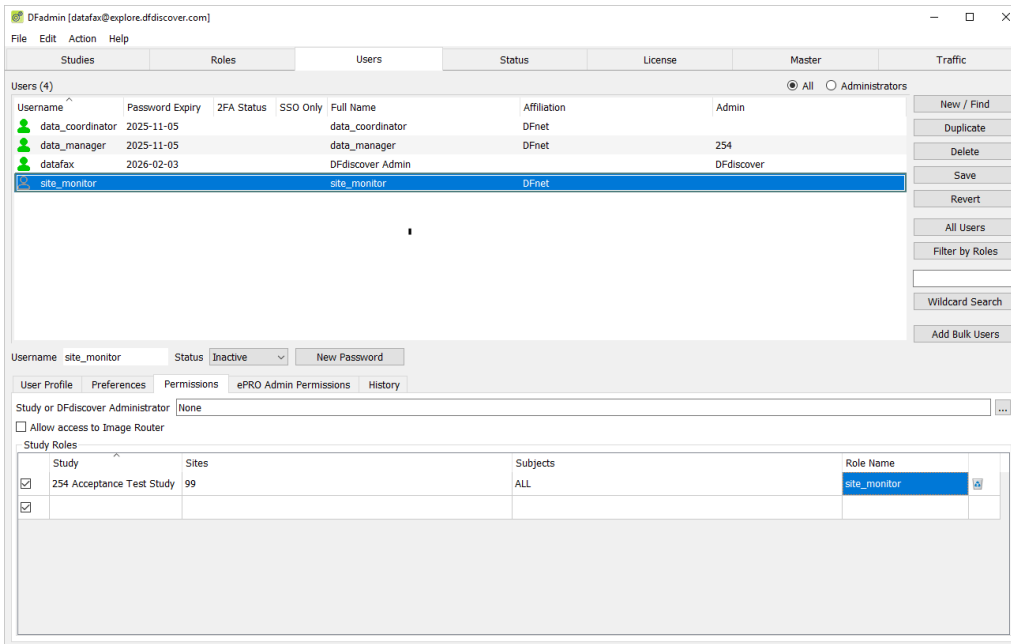 DFadmin [datafax@explore.dfdiscover.com]
File Edit Action Help
Studies Roles Users Status License Master Traffic
Users (4) All Administrators
Username Password Expiry 2FA Status SSO Only Full Name Affiliation Admin
data_coordinator 2025-11-05 data_coordinator DFnet
data_manager 2025-11-05 data_manager DFnet 254
datafax 2026-02-03 DFdiscover Admin DFdiscover
site_monitor site_monitor DFnet
New / Find
Duplicate
Delete
Save
Revert
All Users
Filter by Roles
Wildcard Search
Add Bulk Users
Username site_monitor Status Inactive New Password
User Profile Preferences Permissions ePRO Admin Permissions History
Study or DFdiscover Administrator None ...
Allow access to Image Router
Study Roles
Study Sites Subjects Role Name
254 Acceptance Test Study 99 ALL site_monitor